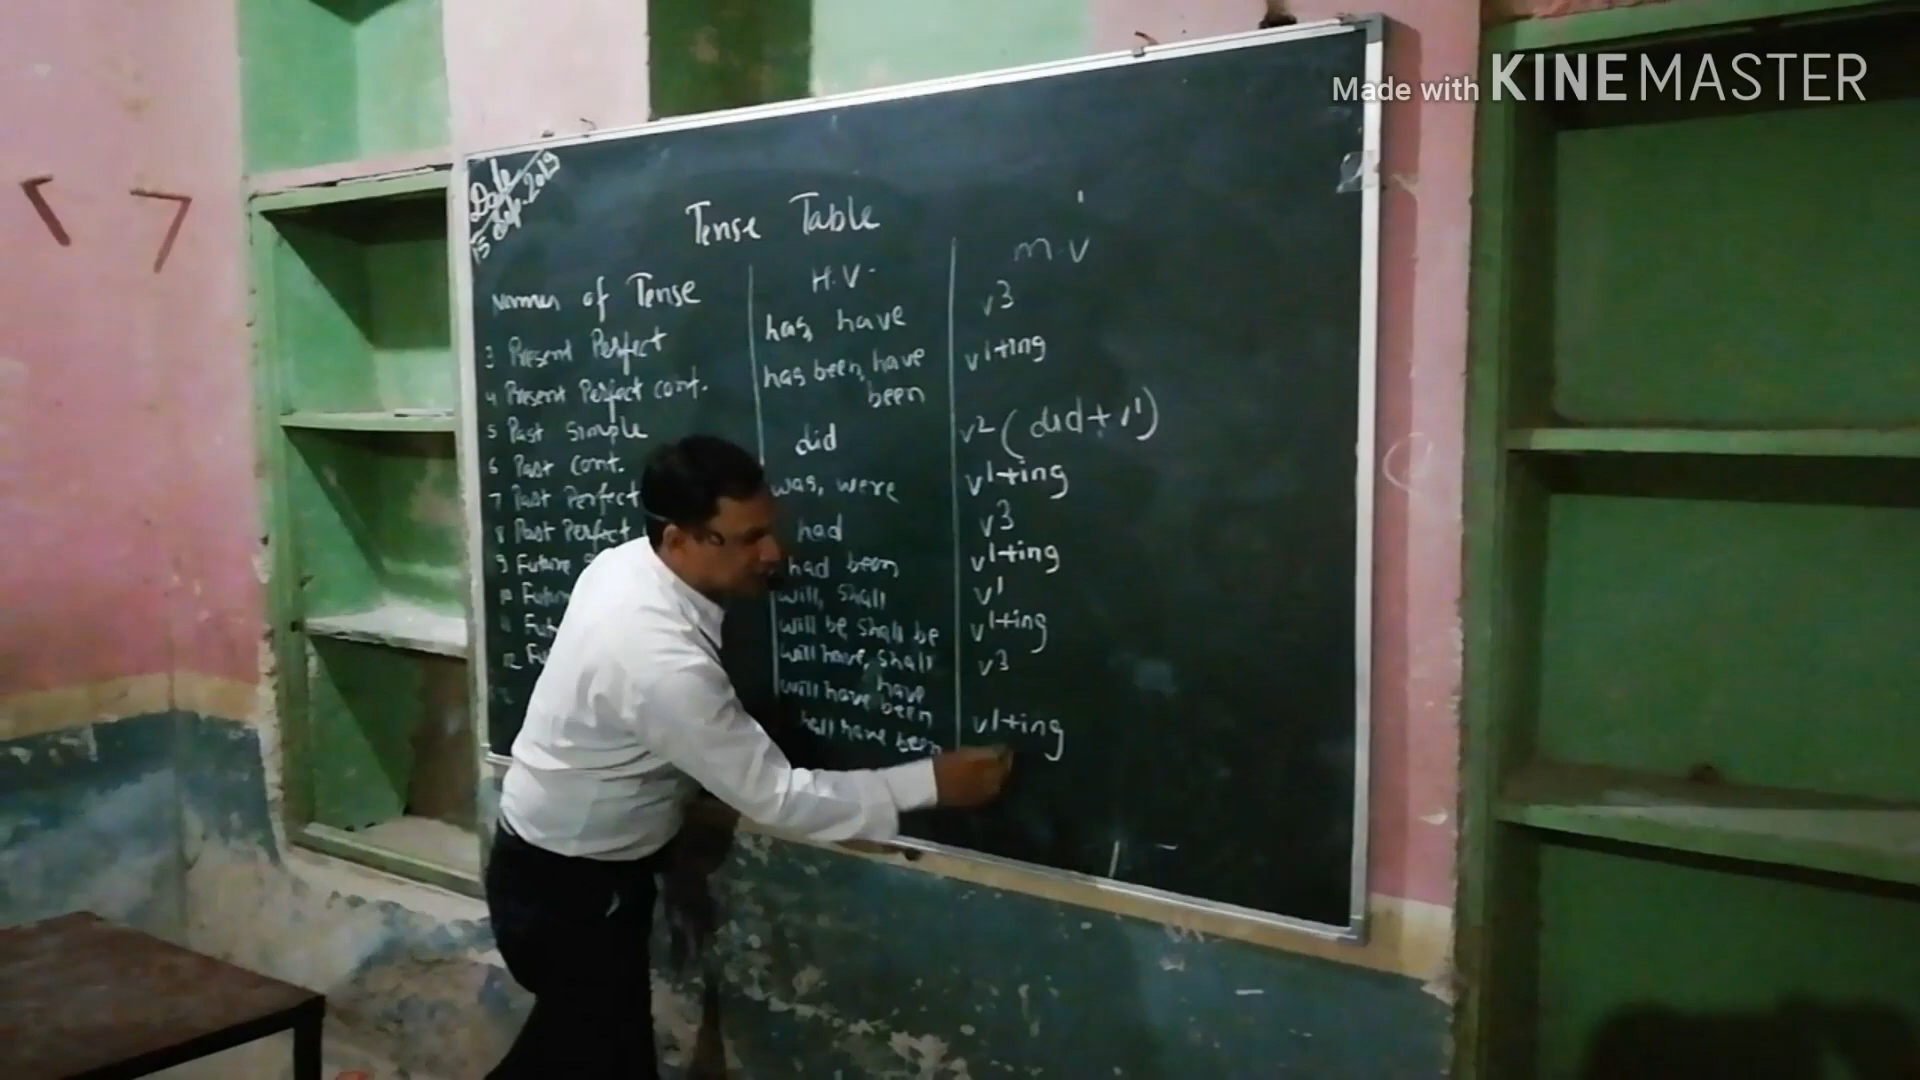 Made with KINEMASTER
Date
15 Sep. 2019
Tense Table
Names of Tense H.V. M.V
3 Present Perfect has, have v3
4 Present Perfect cont. has been, have been v1+ing
5 Past Simple did v2 (did+v1)
6 Past Cont. was, were v1+ing
7 Past Perfect had v3
8 Past Perfect had been v1+ing
9 Future will, shall v1
10 will be shall be v1+ing
11 will have, shall have v3
12 will have been
have been v1+ing